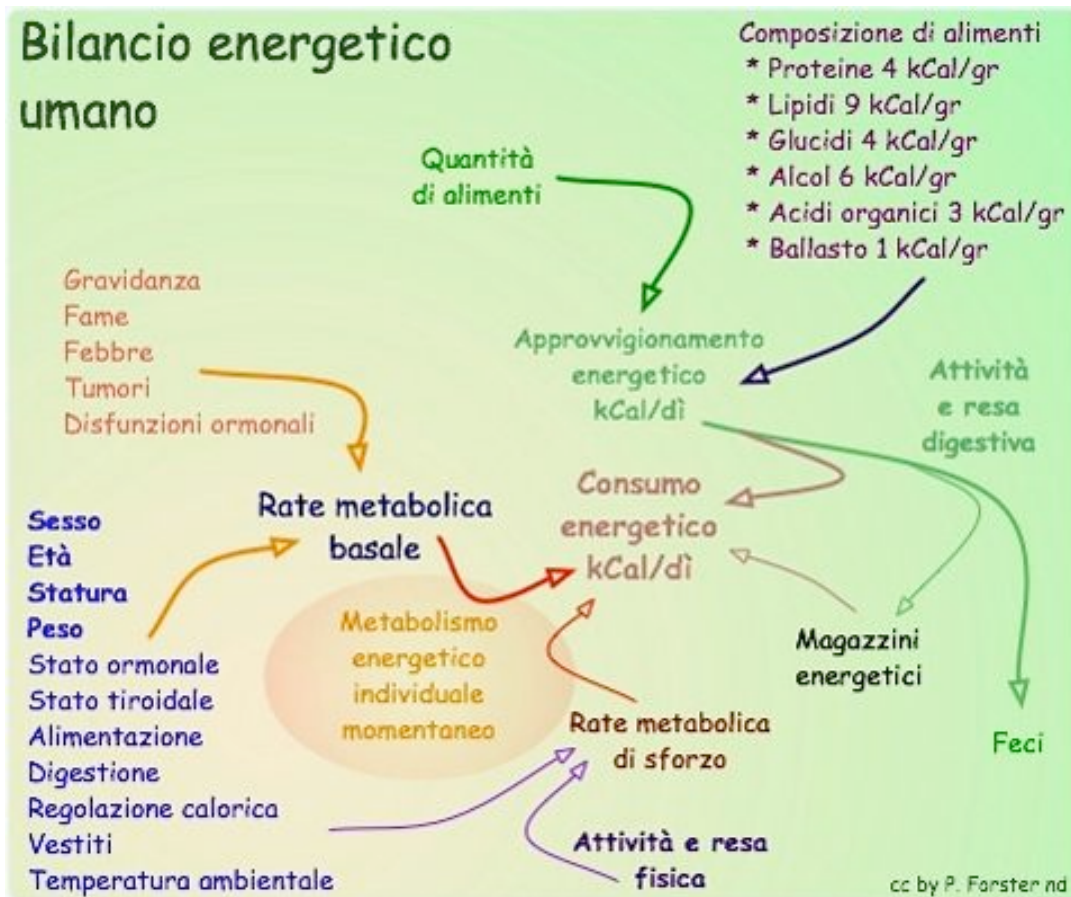 Bilancio energetico
umano
Composizione di alimenti
* Proteine 4 kCal/gr
* Lipidi 9 kCal/gr
* Glucidi 4 kCal/gr
* Alcol 6 kCal/gr
* Acidi organici 3 kCal/gr
* Ballasto 1 kCal/gr
Quantità
di alimenti
Gravidanza
Fame
Febbre
Tumori
Disfunzioni ormonali
Approvvigionamento
energetico
kCal/dì
Attività
e resa
digestiva
Consumo
energetico
kCal/dì
Rate metabolica
basale
Sesso
Età
Statura
Peso
Stato ormonale
Stato tiroidale
Alimentazione
Digestione
Regolazione calorica
Vestiti
Temperatura ambientale
Metabolismo
energetico
individuale
momentaneo
Magazzini
energetici
Rate metabolica
di sforzo
Feci
Attività e resa
fisica
cc by P. Forster nd